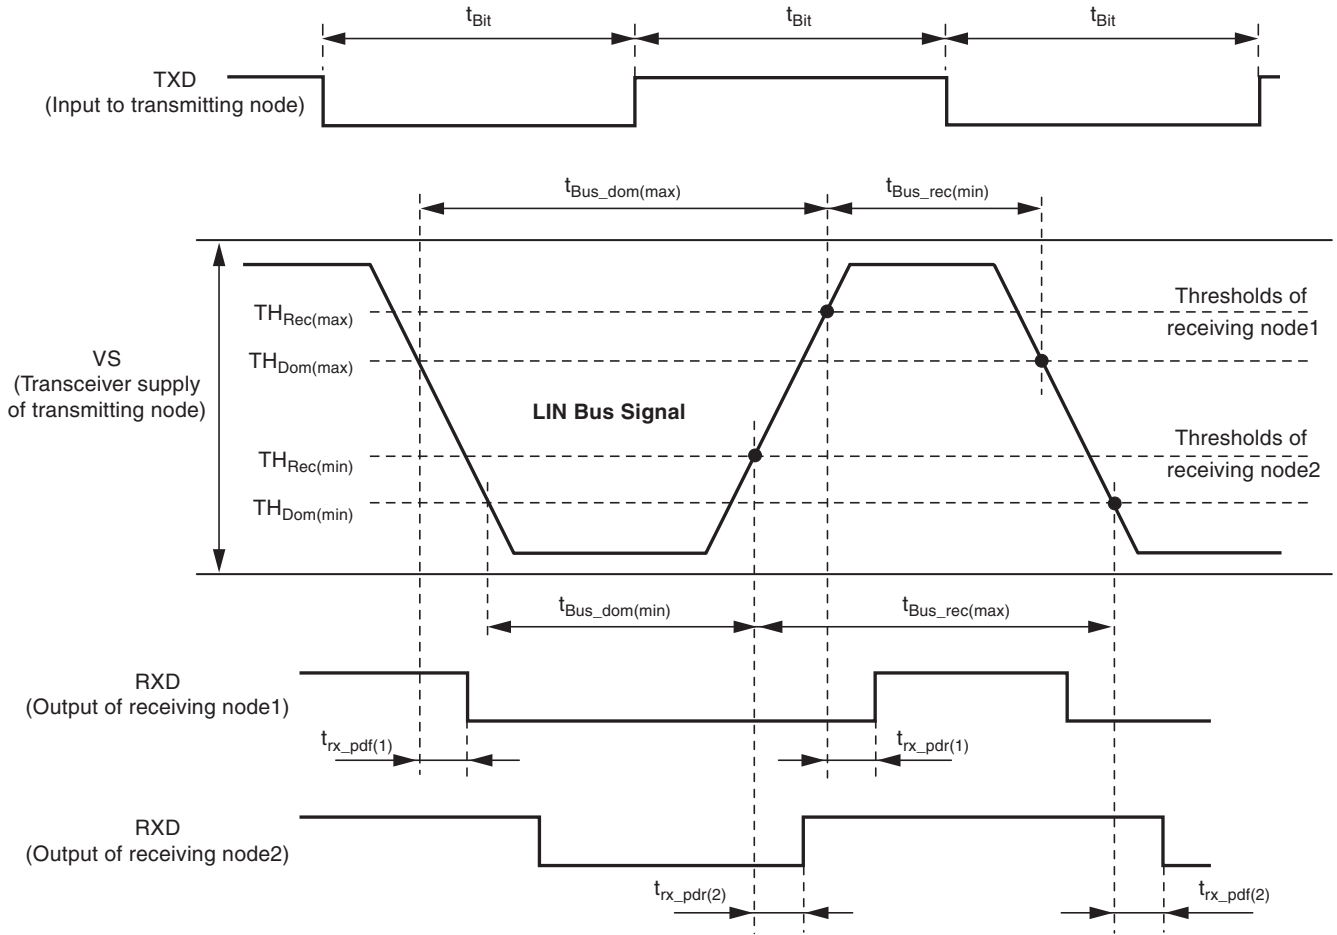 tBit tBit tBit
TXD
(Input to transmitting node)
tBus_dom(max) tBus_rec(min)
THRec(max)
Thresholds of
receiving node1
THDom(max)
VS
(Transceiver supply
of transmitting node)
LIN Bus Signal
THRec(min)
Thresholds of
receiving node2
THDom(min)
tBus_dom(min) tBus_rec(max)
RXD
(Output of receiving node1)
trx_pdf(1) trx_pdr(1)
RXD
(Output of receiving node2)
trx_pdr(2) trx_pdf(2)